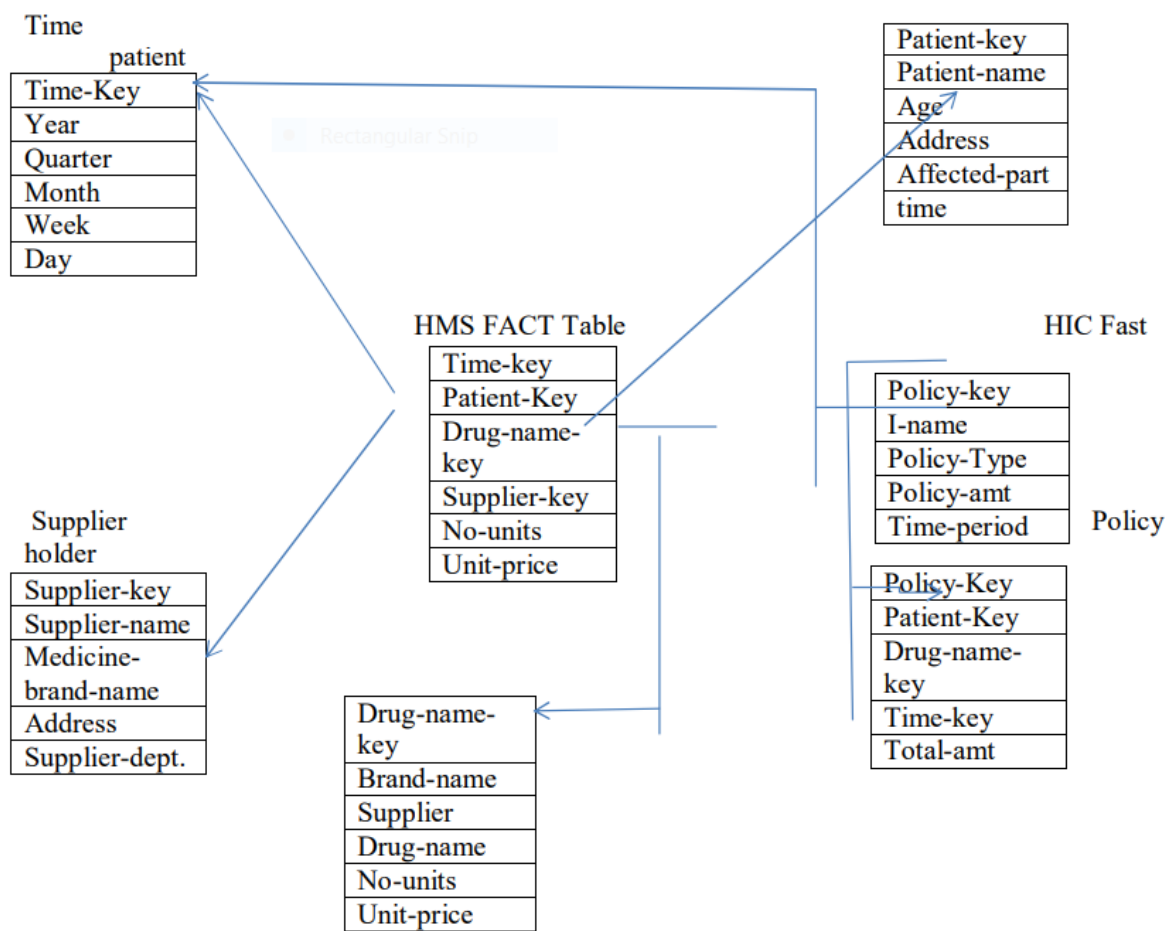 Time
patient
Time-Key
Year
Quarter
Month
Week
Day
Rectangular Snip
Patient-key
Patient-name
Age
Address
Affected-part
time
HMS FACT Table
Time-key
Patient-Key
Drug-name-
key
Supplier-key
No-units
Unit-price
HIC Fast
Policy-key
I-name
Policy-Type
Policy-amt
Time-period
Policy
Supplier
holder
Supplier-key
Supplier-name
Medicine-
brand-name
Address
Supplier-dept.
Policy-Key
Patient-Key
Drug-name-
key
Time-key
Total-amt
Drug-name-
key
Brand-name
Supplier
Drug-name
No-units
Unit-price